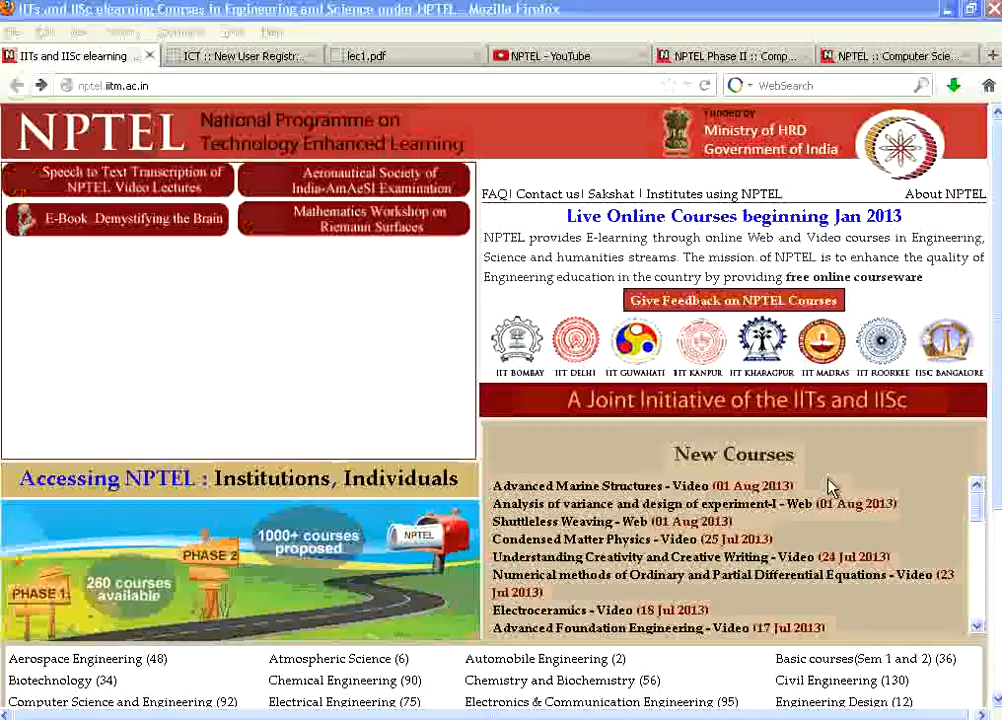 IITs and IISc elearning Courses in Engineering and Science under NPTEL - Mozilla Firefox
File Edit View History Bookmarks Tools Help
IITs and IISc elearning ...
ICT :: New User Registr...
lec1.pdf
NPTEL - YouTube
NPTEL Phase II :: Comp...
NPTEL :: Computer Scie...
nptel.iitm.ac.in
WebSearch
NPTEL
National Programme on
Technology Enhanced Learning
Funded by
Ministry of HRD
Government of India
Speech to Text Transcription of
NPTEL Video Lectures
Aeronautical Society of
India-AmAeSI Examination
E-Book Demystifying the Brain
Mathematics Workshop on
Riemann Surfaces
FAQ| Contact us| Sakshat | Institutes using NPTEL
About NPTEL
Live Online Courses beginning Jan 2013
NPTEL provides E-learning through online Web and Video courses in Engineering,
Science and humanities streams. The mission of NPTEL is to enhance the quality of
Engineering education in the country by providing free online courseware
Give Feedback on NPTEL Courses
IIT BOMBAY IIT DELHI IIT GUWAHATI IIT KANPUR IIT KHARAGPUR IIT MADRAS IIT ROORKEE IISC BANGALORE
A Joint Initiative of the IITs and IISc
New Courses
Advanced Marine Structures - Video (01 Aug 2013)
Analysis of variance and design of experiment-I - Web (01 Aug 2013)
Shuttleless Weaving - Web (01 Aug 2013)
Condensed Matter Physics - Video (25 Jul 2013)
Understanding Creativity and Creative Writing - Video (24 Jul 2013)
Numerical methods of Ordinary and Partial Differential Equations - Video (23
Jul 2013)
Electroceramics - Video (18 Jul 2013)
Advanced Foundation Engineering - Video (17 Jul 2013)
Accessing NPTEL : Institutions, Individuals
1000+ courses
proposed
NPTEL
PHASE 2
260 courses
available
PHASE 1
Aerospace Engineering (48)
Atmospheric Science (6)
Automobile Engineering (2)
Basic courses(Sem 1 and 2) (36)
Biotechnology (34)
Chemical Engineering (90)
Chemistry and Biochemistry (56)
Civil Engineering (130)
Computer Science and Engineering (92)
Electrical Engineering (75)
Electronics & Communication Engineering (95)
Engineering Design (12)